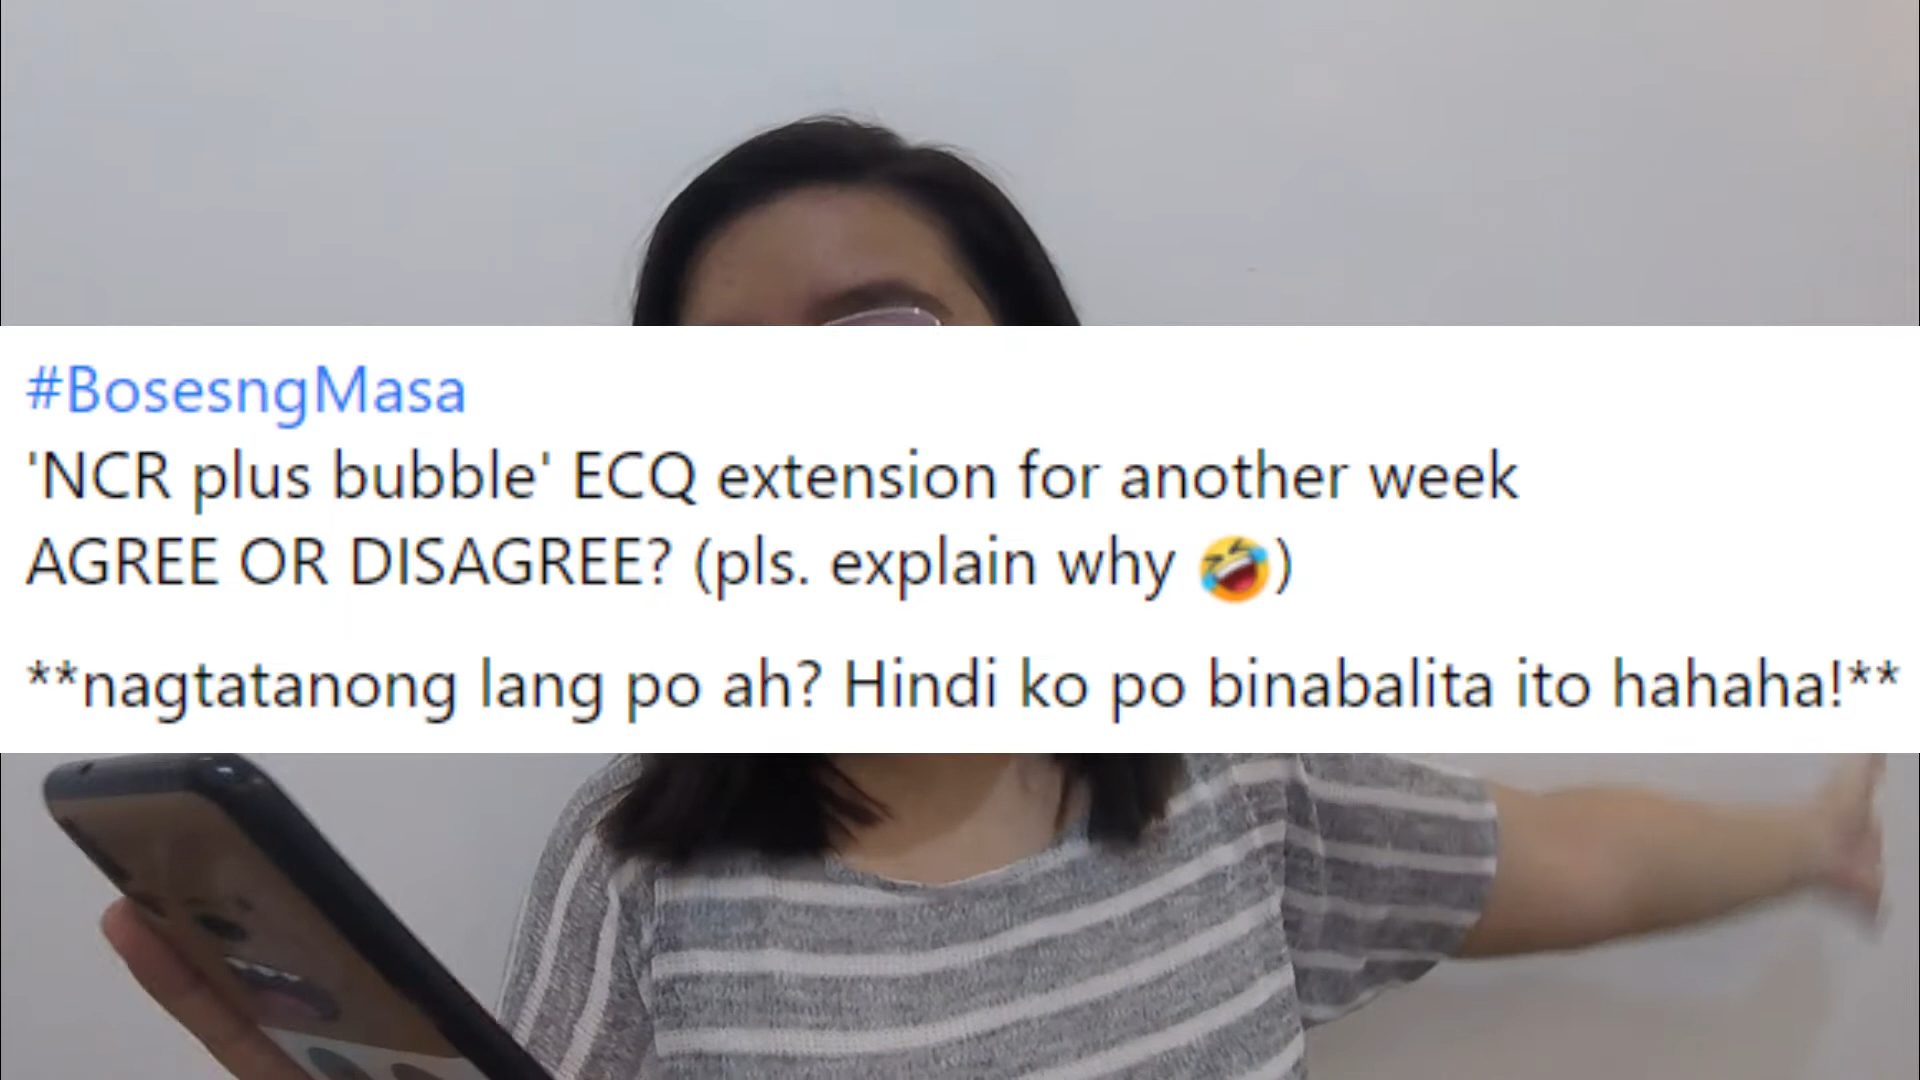 #BosesngMasa
'NCR plus bubble' ECQ extension for another week
AGREE OR DISAGREE? (pls. explain why 🤣)
**nagtatanong lang po ah? Hindi ko po binabalita ito hahaha!**